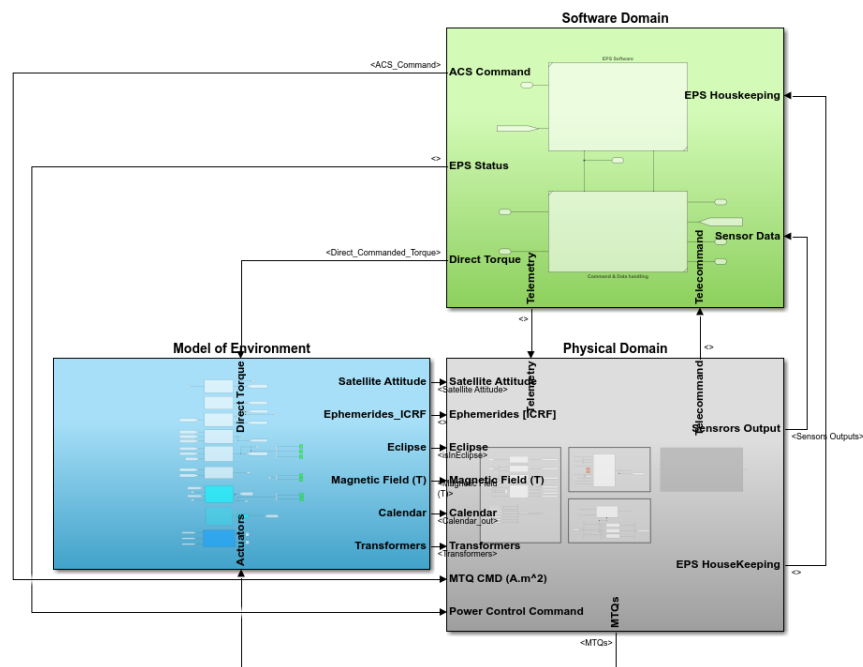 Software Domain
EPS Software
<ACS_Command>
ACS Command
EPS Houskeeping
<>
EPS Status
Sensor Data
<Direct_Commanded_Torque>
Direct Torque
Telemetry
Telecommand
Command & Data handling
<>
<>
Model of Environment
Physical Domain
Direct Torque
Telemetry
Telecommand
Satellite Attitude
Satellite Attitude
<Satellite Attitude>
Ephemerides_ICRF
Ephemerides [ICRF]
<>
Sensrors Output
<Sensors Outputs>
Eclipse
Eclipse
<isInEclipse>
Magnetic Field (T)
Magnetic Field (T)
<Magnetic Field
(T)>
Calendar
Calendar
<Calendar_out>
Actuators
Transformers
Transformers
<Transformers>
EPS HouseKeeping
<>
MTQ CMD (A.m^2)
Power Control Command
MTQs
<MTQs>